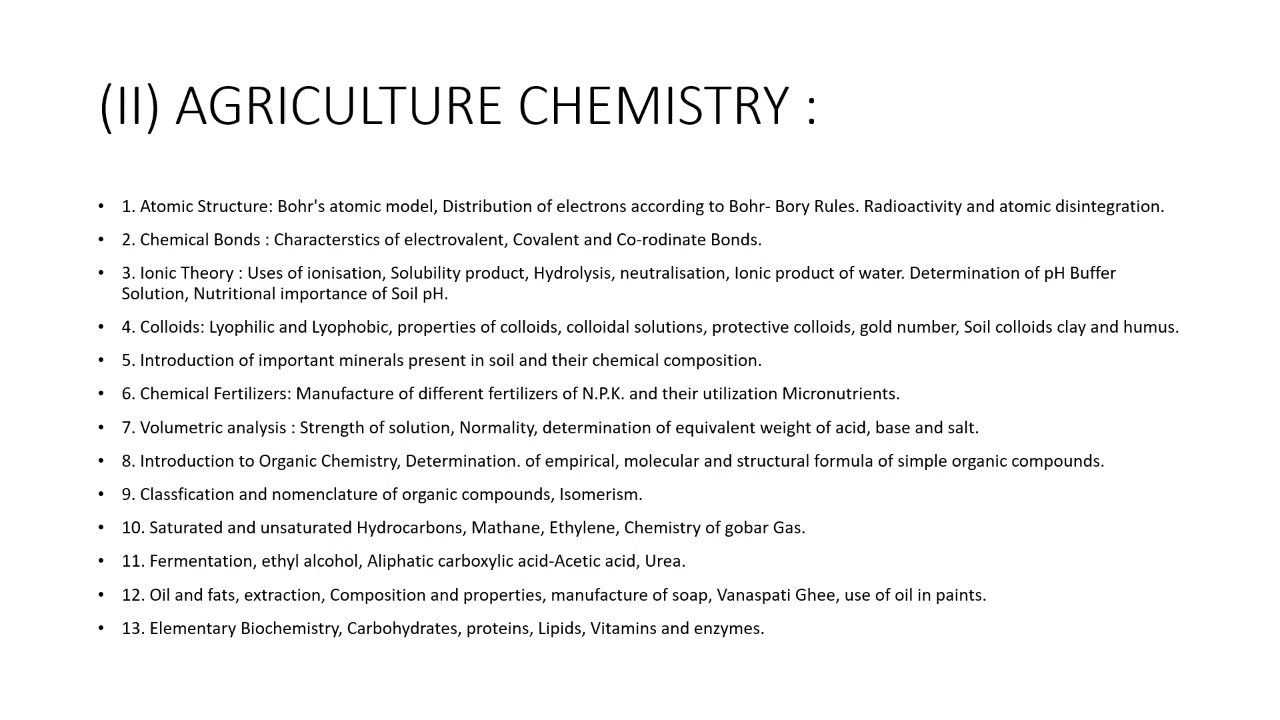 (II) AGRICULTURE CHEMISTRY :
• 1. Atomic Structure: Bohr's atomic model, Distribution of electrons according to Bohr- Bory Rules. Radioactivity and atomic disintegration.
• 2. Chemical Bonds : Characterstics of electrovalent, Covalent and Co-rodinate Bonds.
• 3. Ionic Theory : Uses of ionisation, Solubility product, Hydrolysis, neutralisation, Ionic product of water. Determination of pH Buffer
Solution, Nutritional importance of Soil pH.
• 4. Colloids: Lyophilic and Lyophobic, properties of colloids, colloidal solutions, protective colloids, gold number, Soil colloids clay and humus.
• 5. Introduction of important minerals present in soil and their chemical composition.
• 6. Chemical Fertilizers: Manufacture of different fertilizers of N.P.K. and their utilization Micronutrients.
• 7. Volumetric analysis : Strength of solution, Normality, determination of equivalent weight of acid, base and salt.
• 8. Introduction to Organic Chemistry, Determination. of empirical, molecular and structural formula of simple organic compounds.
• 9. Classfication and nomenclature of organic compounds, Isomerism.
• 10. Saturated and unsaturated Hydrocarbons, Mathane, Ethylene, Chemistry of gobar Gas.
• 11. Fermentation, ethyl alcohol, Aliphatic carboxylic acid-Acetic acid, Urea.
• 12. Oil and fats, extraction, Composition and properties, manufacture of soap, Vanaspati Ghee, use of oil in paints.
• 13. Elementary Biochemistry, Carbohydrates, proteins, Lipids, Vitamins and enzymes.